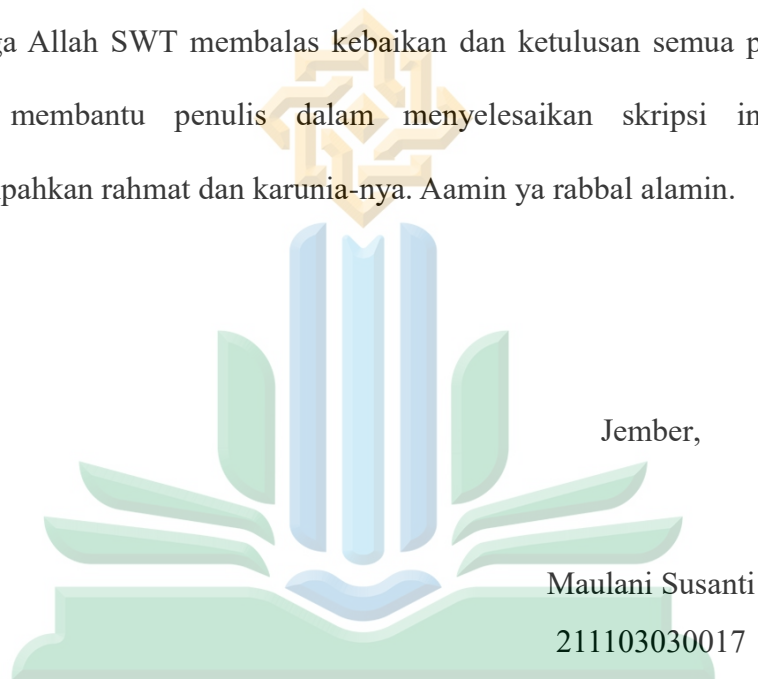 ga Allah SWT membalas kebaikan dan ketulusan semua p
membantu penulis dalam menyelesaikan skripsi in
pahkan rahmat dan karunia-nya. Aamin ya rabbal alamin.
Jember,
Maulani Susanti
211103030017